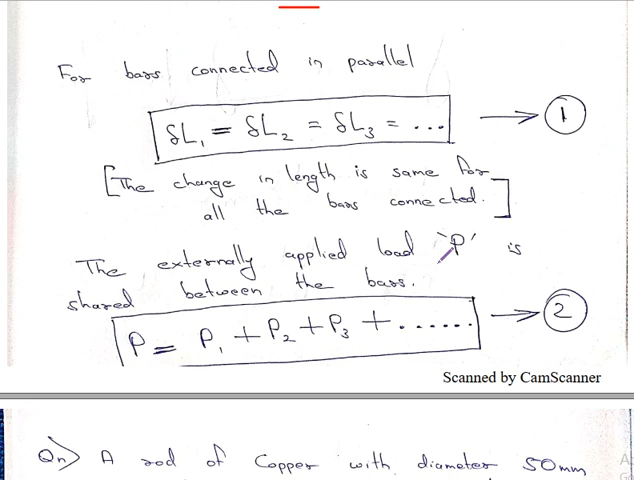 For bars connected in parallel
δL₁ = δL₂ = δL₃ = ... → ①
[The change in length is same for
all the bars connected.]
The externally applied load 'P' is
shared between the bars.
P = P₁ + P₂ + P₃ + ...... → ②
Scanned by CamScanner
Qn> A rod of Copper with diameter 50mm